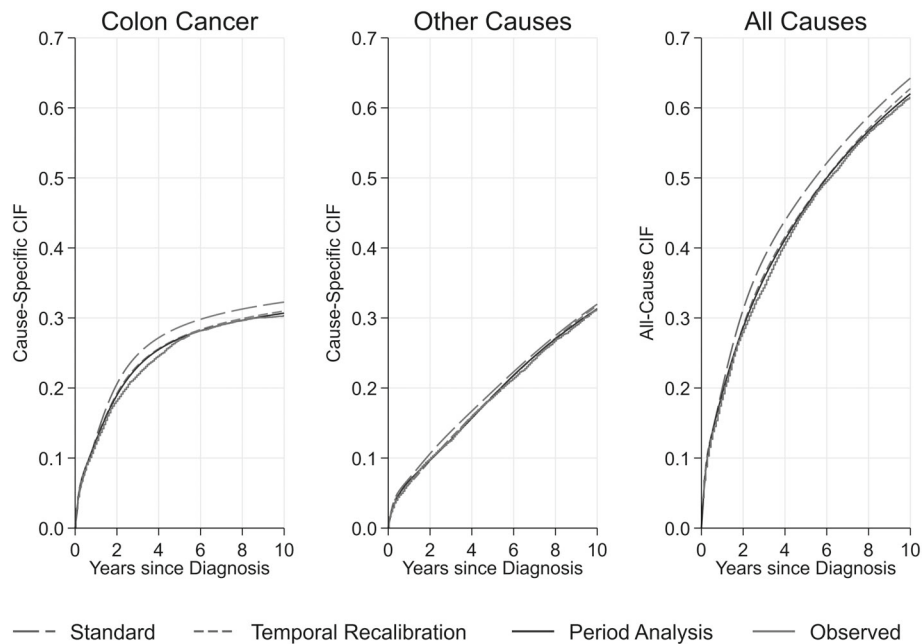 Colon Cancer
Other Causes
All Causes
Cause-Specific CIF
0.7
0.6
0.5
0.4
0.3
0.2
0.1
0.0
0 2 4 6 8 10
Years since Diagnosis
Cause-Specific CIF
0.7
0.6
0.5
0.4
0.3
0.2
0.1
0.0
0 2 4 6 8 10
Years since Diagnosis
All-Cause CIF
0.7
0.6
0.5
0.4
0.3
0.2
0.1
0.0
0 2 4 6 8 10
Years since Diagnosis
Standard Temporal Recalibration Period Analysis Observed